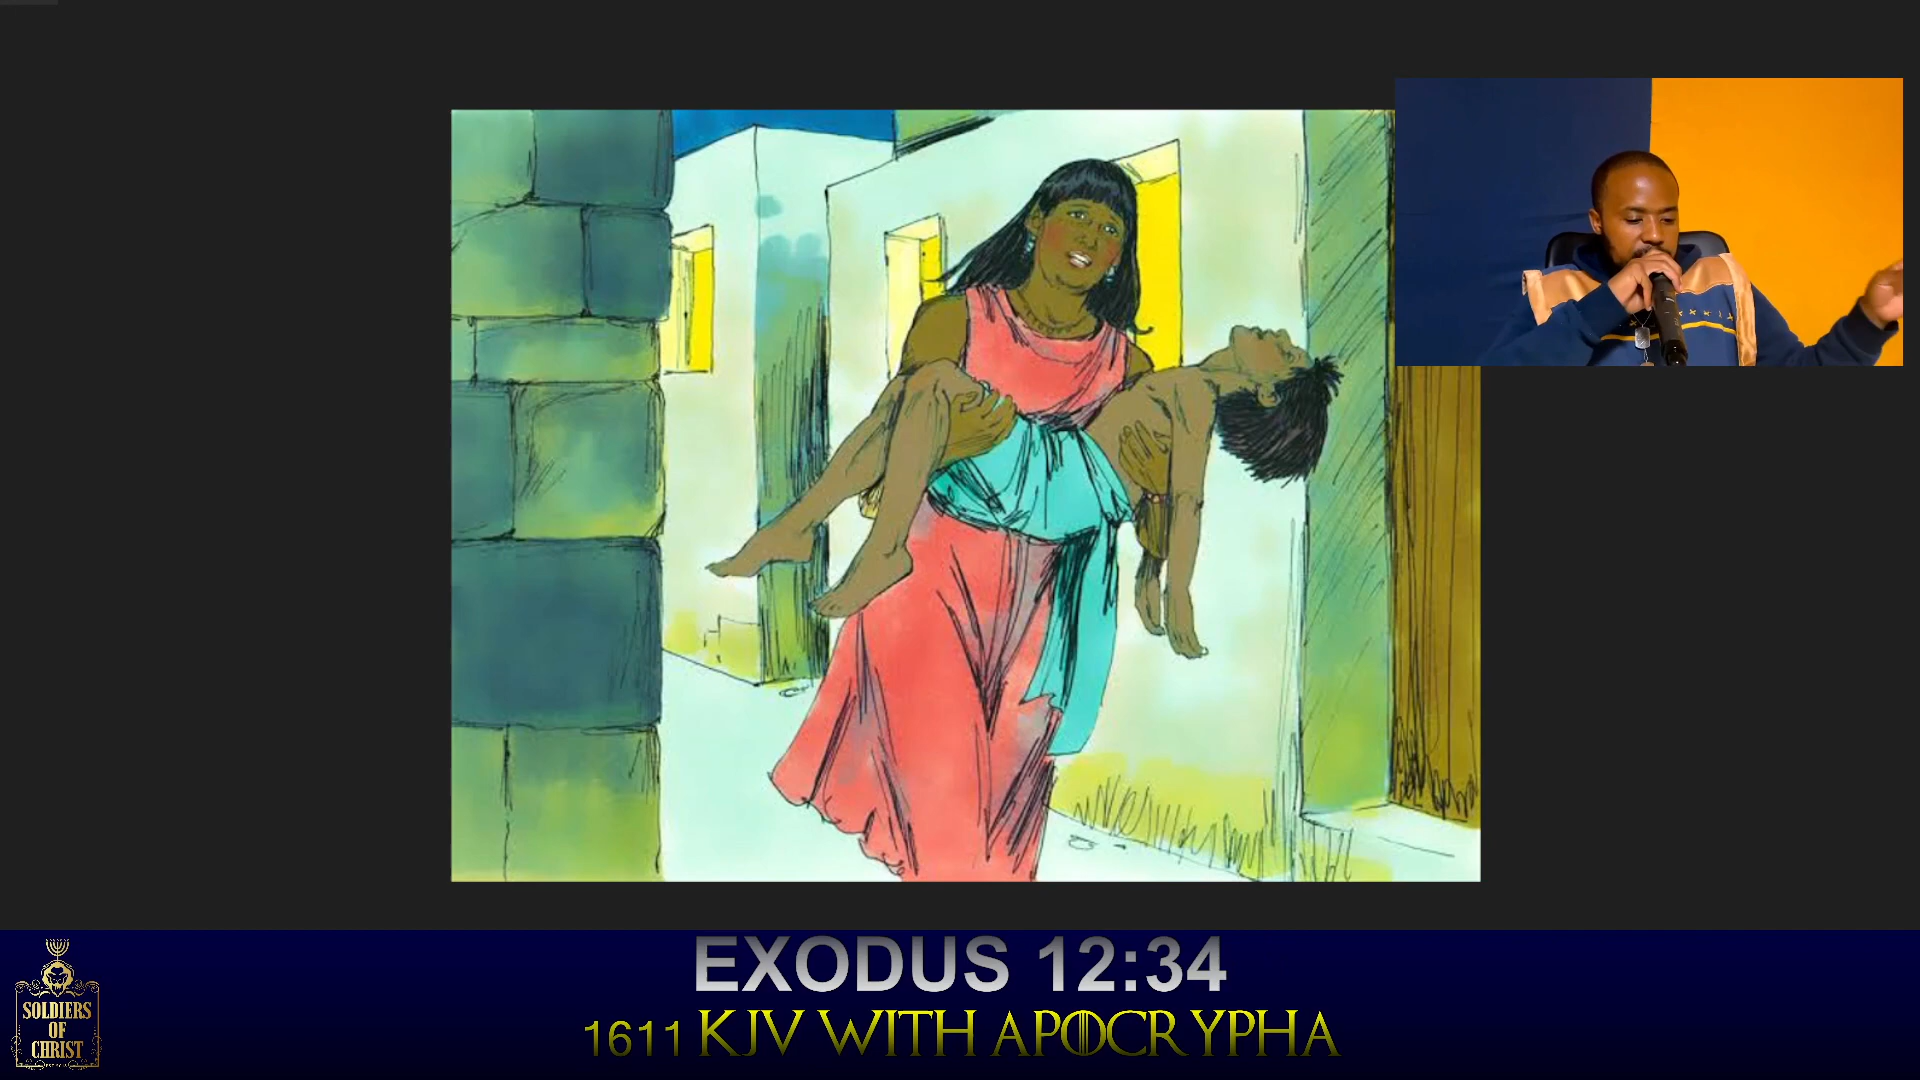 EXODUS 12:34
1611 KJV WITH APOCRYPHA
SOLDIERS
OF
CHRIST